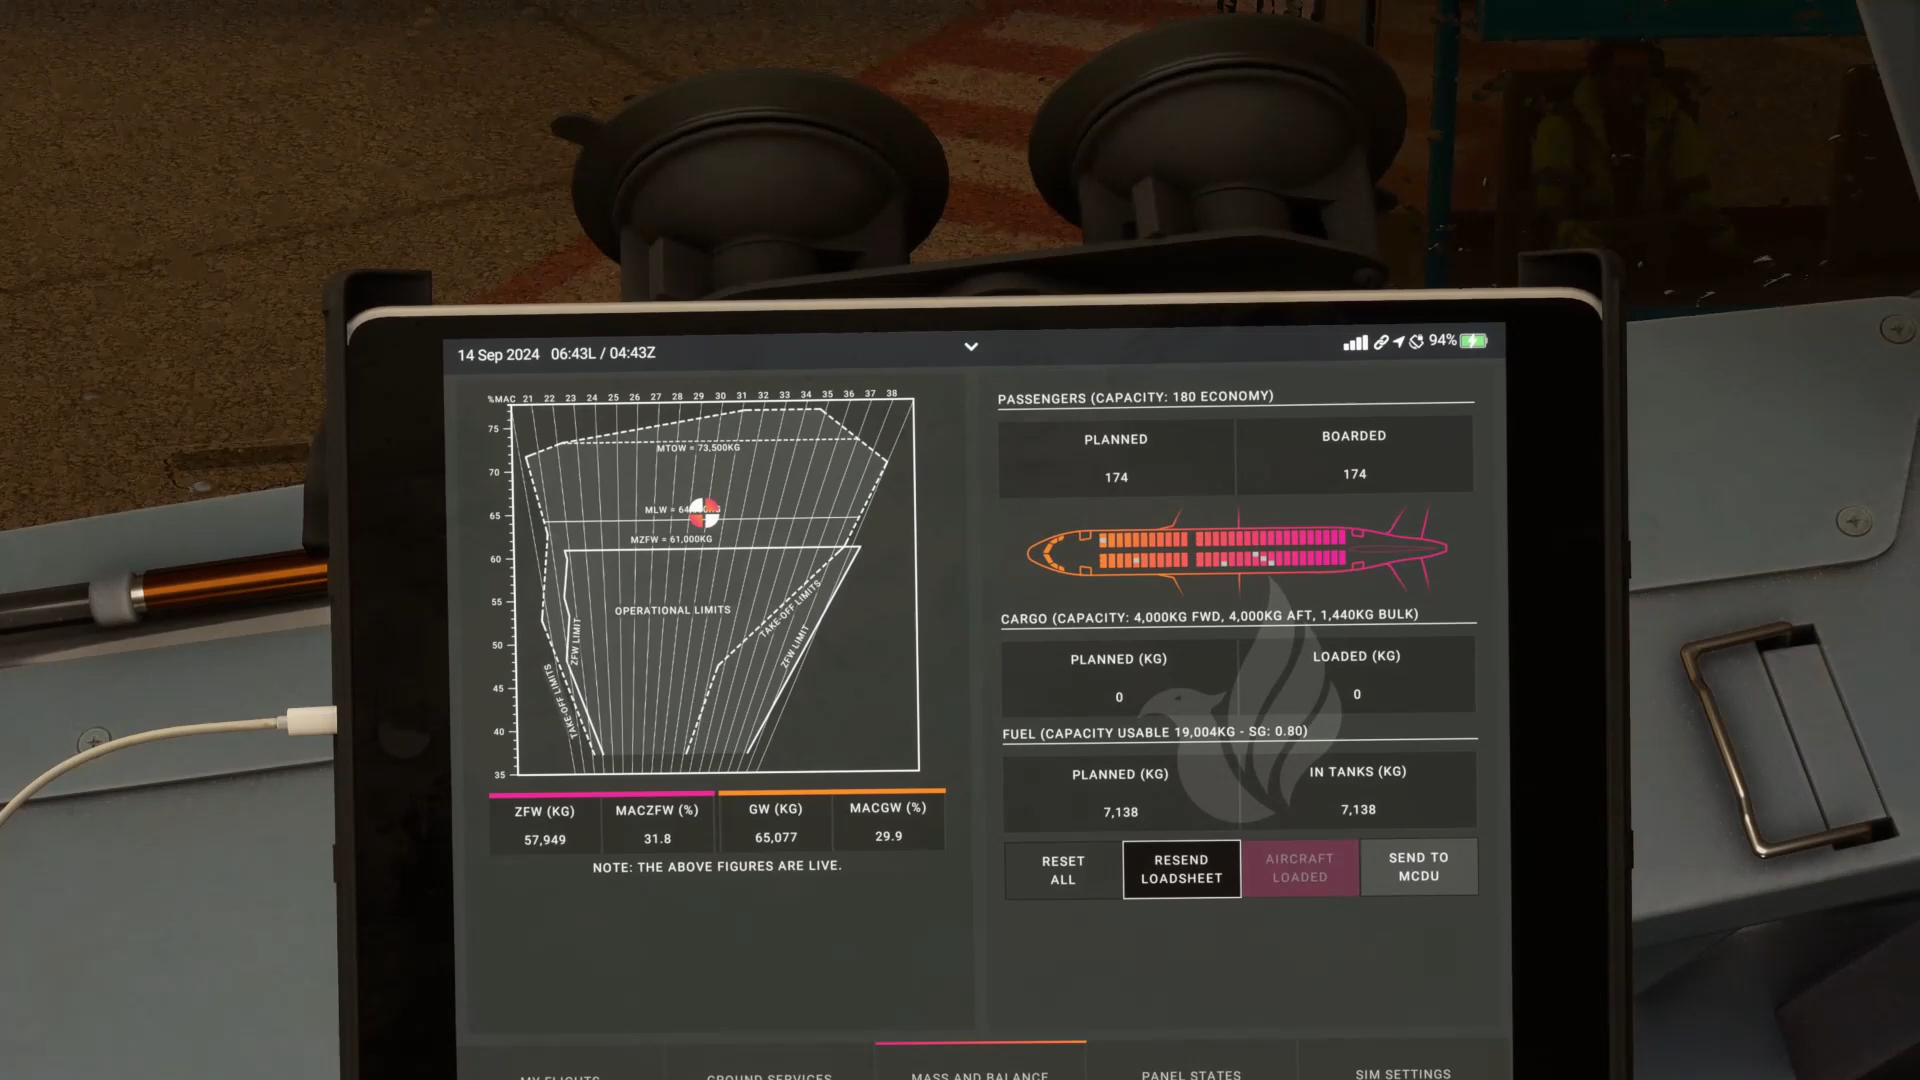 14 Sep 2024 06:43L / 04:43Z
94%
%MAC 21 22 23 24 25 26 27 28 29 30 31 32 33 34 35 36 37 38
75
MTOW = 73,500KG
70
65
MZFW = 61,000KG
60
55
OPERATIONAL LIMITS
TAKE-OFF LIMITS
ZFW LIMIT
ZFW LIMIT
50
45
TAKE-OFF LIMITS
40
35
ZFW (KG) MACZFW (%) GW (KG) MACGW (%)
57,949 31.8 65,077 29.9
NOTE: THE ABOVE FIGURES ARE LIVE.
PASSENGERS (CAPACITY: 180 ECONOMY)
PLANNED BOARDED
174 174
CARGO (CAPACITY: 4,000KG FWD, 4,000KG AFT, 1,440KG BULK)
PLANNED (KG) LOADED (KG)
0 0
FUEL (CAPACITY USABLE 19,004KG - SG: 0.80)
PLANNED (KG) IN TANKS (KG)
7,138 7,138
RESET ALL
RESEND LOADSHEET
AIRCRAFT LOADED
SEND TO MCDU
MY FLIGHTS GROUND SERVICES MASS AND BALANCE PANEL STATES SIM SETTINGS